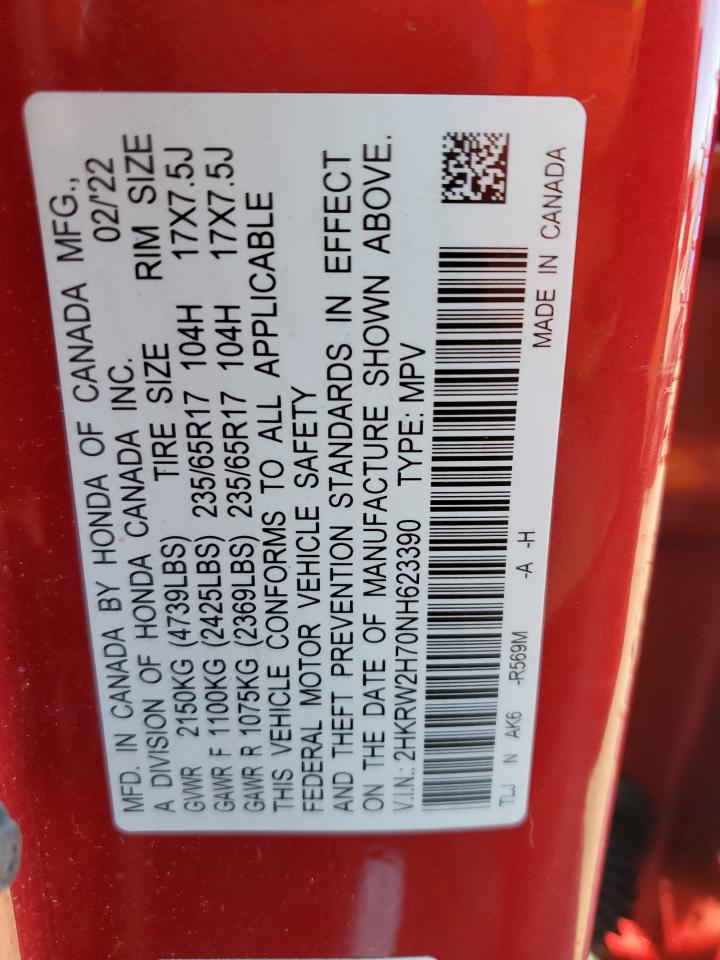 MFD. IN CANADA BY HONDA OF CANADA MFG.,
A DIVISION OF HONDA CANADA INC. 02/'22
GVWR 2150KG (4739LBS) TIRE SIZE RIM SIZE
GAWR F 1100KG (2425LBS) 235/65R17 104H 17X7.5J
GAWR R 1075KG (2369LBS) 235/65R17 104H 17X7.5J
THIS VEHICLE CONFORMS TO ALL APPLICABLE
FEDERAL MOTOR VEHICLE SAFETY
AND THEFT PREVENTION STANDARDS IN EFFECT
ON THE DATE OF MANUFACTURE SHOWN ABOVE.
V.I.N.: 2HKRW2H70NH623390 TYPE: MPV
TLJ N AK6 -R569M -A -H MADE IN CANADA